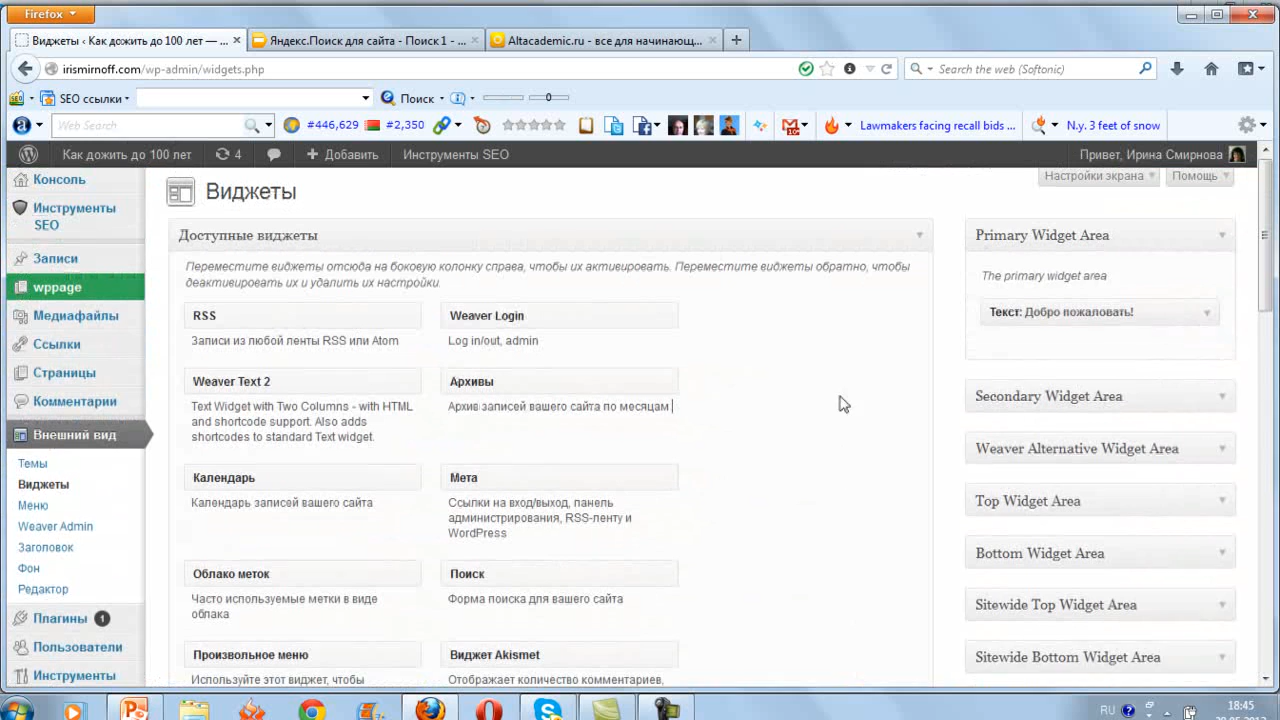 Firefox
Виджеты ‹ Как дожить до 100 лет — ...
Яндекс.Поиск для сайта - Поиск 1 - ...
Altacademic.ru - все для начинающ...
irismirnoff.com/wp-admin/widgets.php
Search the web (Softonic)
SEO ссылки
Поиск
0
Web Search
#446,629
#2,350
Lawmakers facing recall bids ...
N.y. 3 feet of snow
Как дожить до 100 лет
4
Добавить
Инструменты SEO
Привет, Ирина Смирнова
Консоль
Инструменты
SEO
Записи
wppage
Медиафайлы
Ссылки
Страницы
Комментарии
Внешний вид
Темы
Виджеты
Меню
Weaver Admin
Заголовок
Фон
Редактор
Плагины 1
Пользователи
Инструменты
Виджеты
Настройки экрана
Помощь
Доступные виджеты
Переместите виджеты отсюда на боковую колонку справа, чтобы их активировать. Переместите виджеты обратно, чтобы
деактивировать их и удалить их настройки.
RSS
Записи из любой ленты RSS или Atom
Weaver Login
Log in/out, admin
Weaver Text 2
Text Widget with Two Columns - with HTML
and shortcode support. Also adds
shortcodes to standard Text widget.
Архивы
Архив записей вашего сайта по месяцам
Календарь
Календарь записей вашего сайта
Мета
Ссылки на вход/выход, панель
администрирования, RSS-ленту и
WordPress
Облако меток
Часто используемые метки в виде
облака
Поиск
Форма поиска для вашего сайта
Произвольное меню
Используйте этот виджет, чтобы
Виджет Akismet
Отображает количество комментариев,
Primary Widget Area
The primary widget area
Текст: Добро пожаловать!
Secondary Widget Area
Weaver Alternative Widget Area
Top Widget Area
Bottom Widget Area
Sitewide Top Widget Area
Sitewide Bottom Widget Area
RU
18:45